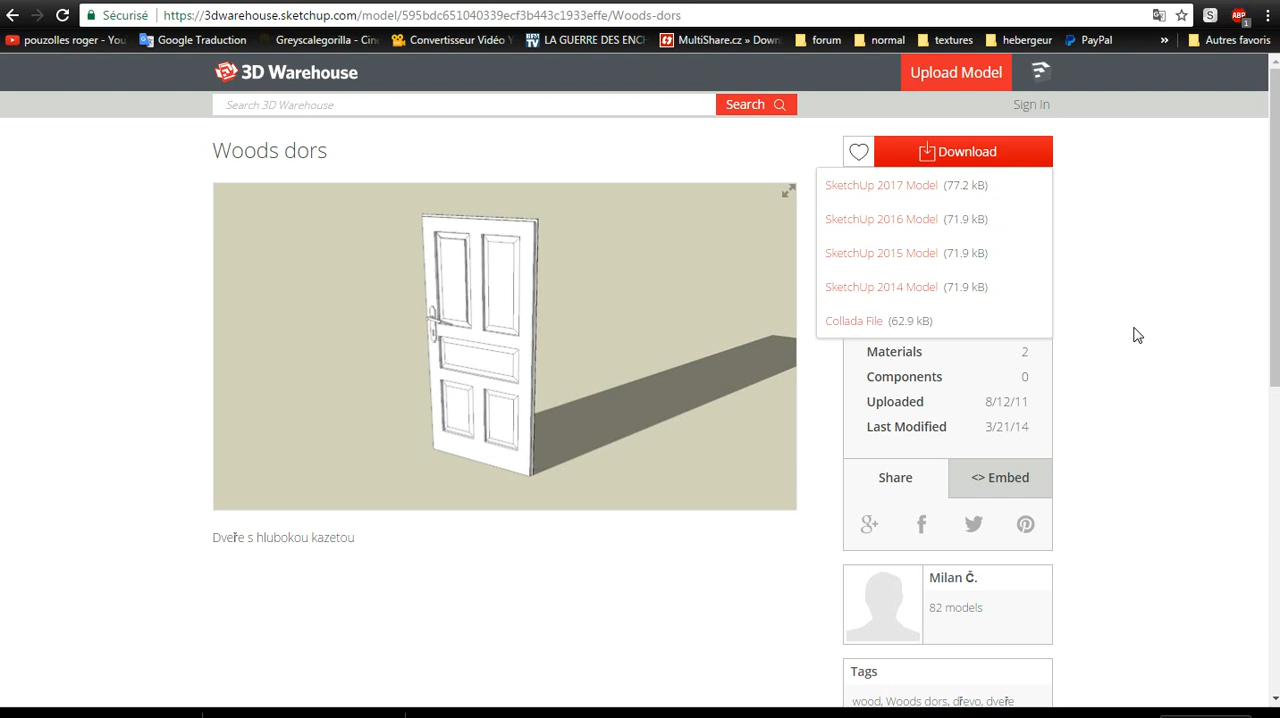 Sécurisé https://3dwarehouse.sketchup.com/model/595bdc651040339ecf3b443c1933effe/Woods-dors S ABP 1
pouzolles roger - You Google Traduction Greyscalegorilla - Cine Convertisseur Vidéo Y LA GUERRE DES ENCH MultiShare.cz » Down forum normal textures hebergeur PayPal » Autres favoris
3D Warehouse Upload Model
Search 3D Warehouse Search Sign In
Woods dors
Download
SketchUp 2017 Model (77.2 kB)
SketchUp 2016 Model (71.9 kB)
SketchUp 2015 Model (71.9 kB)
SketchUp 2014 Model (71.9 kB)
Collada File (62.9 kB)
Materials 2
Components 0
Uploaded 8/12/11
Last Modified 3/21/14
Share <> Embed
Dveře s hlubokou kazetou
Milan Č.
82 models
Tags
wood, Woods dors, dřevo, dveře